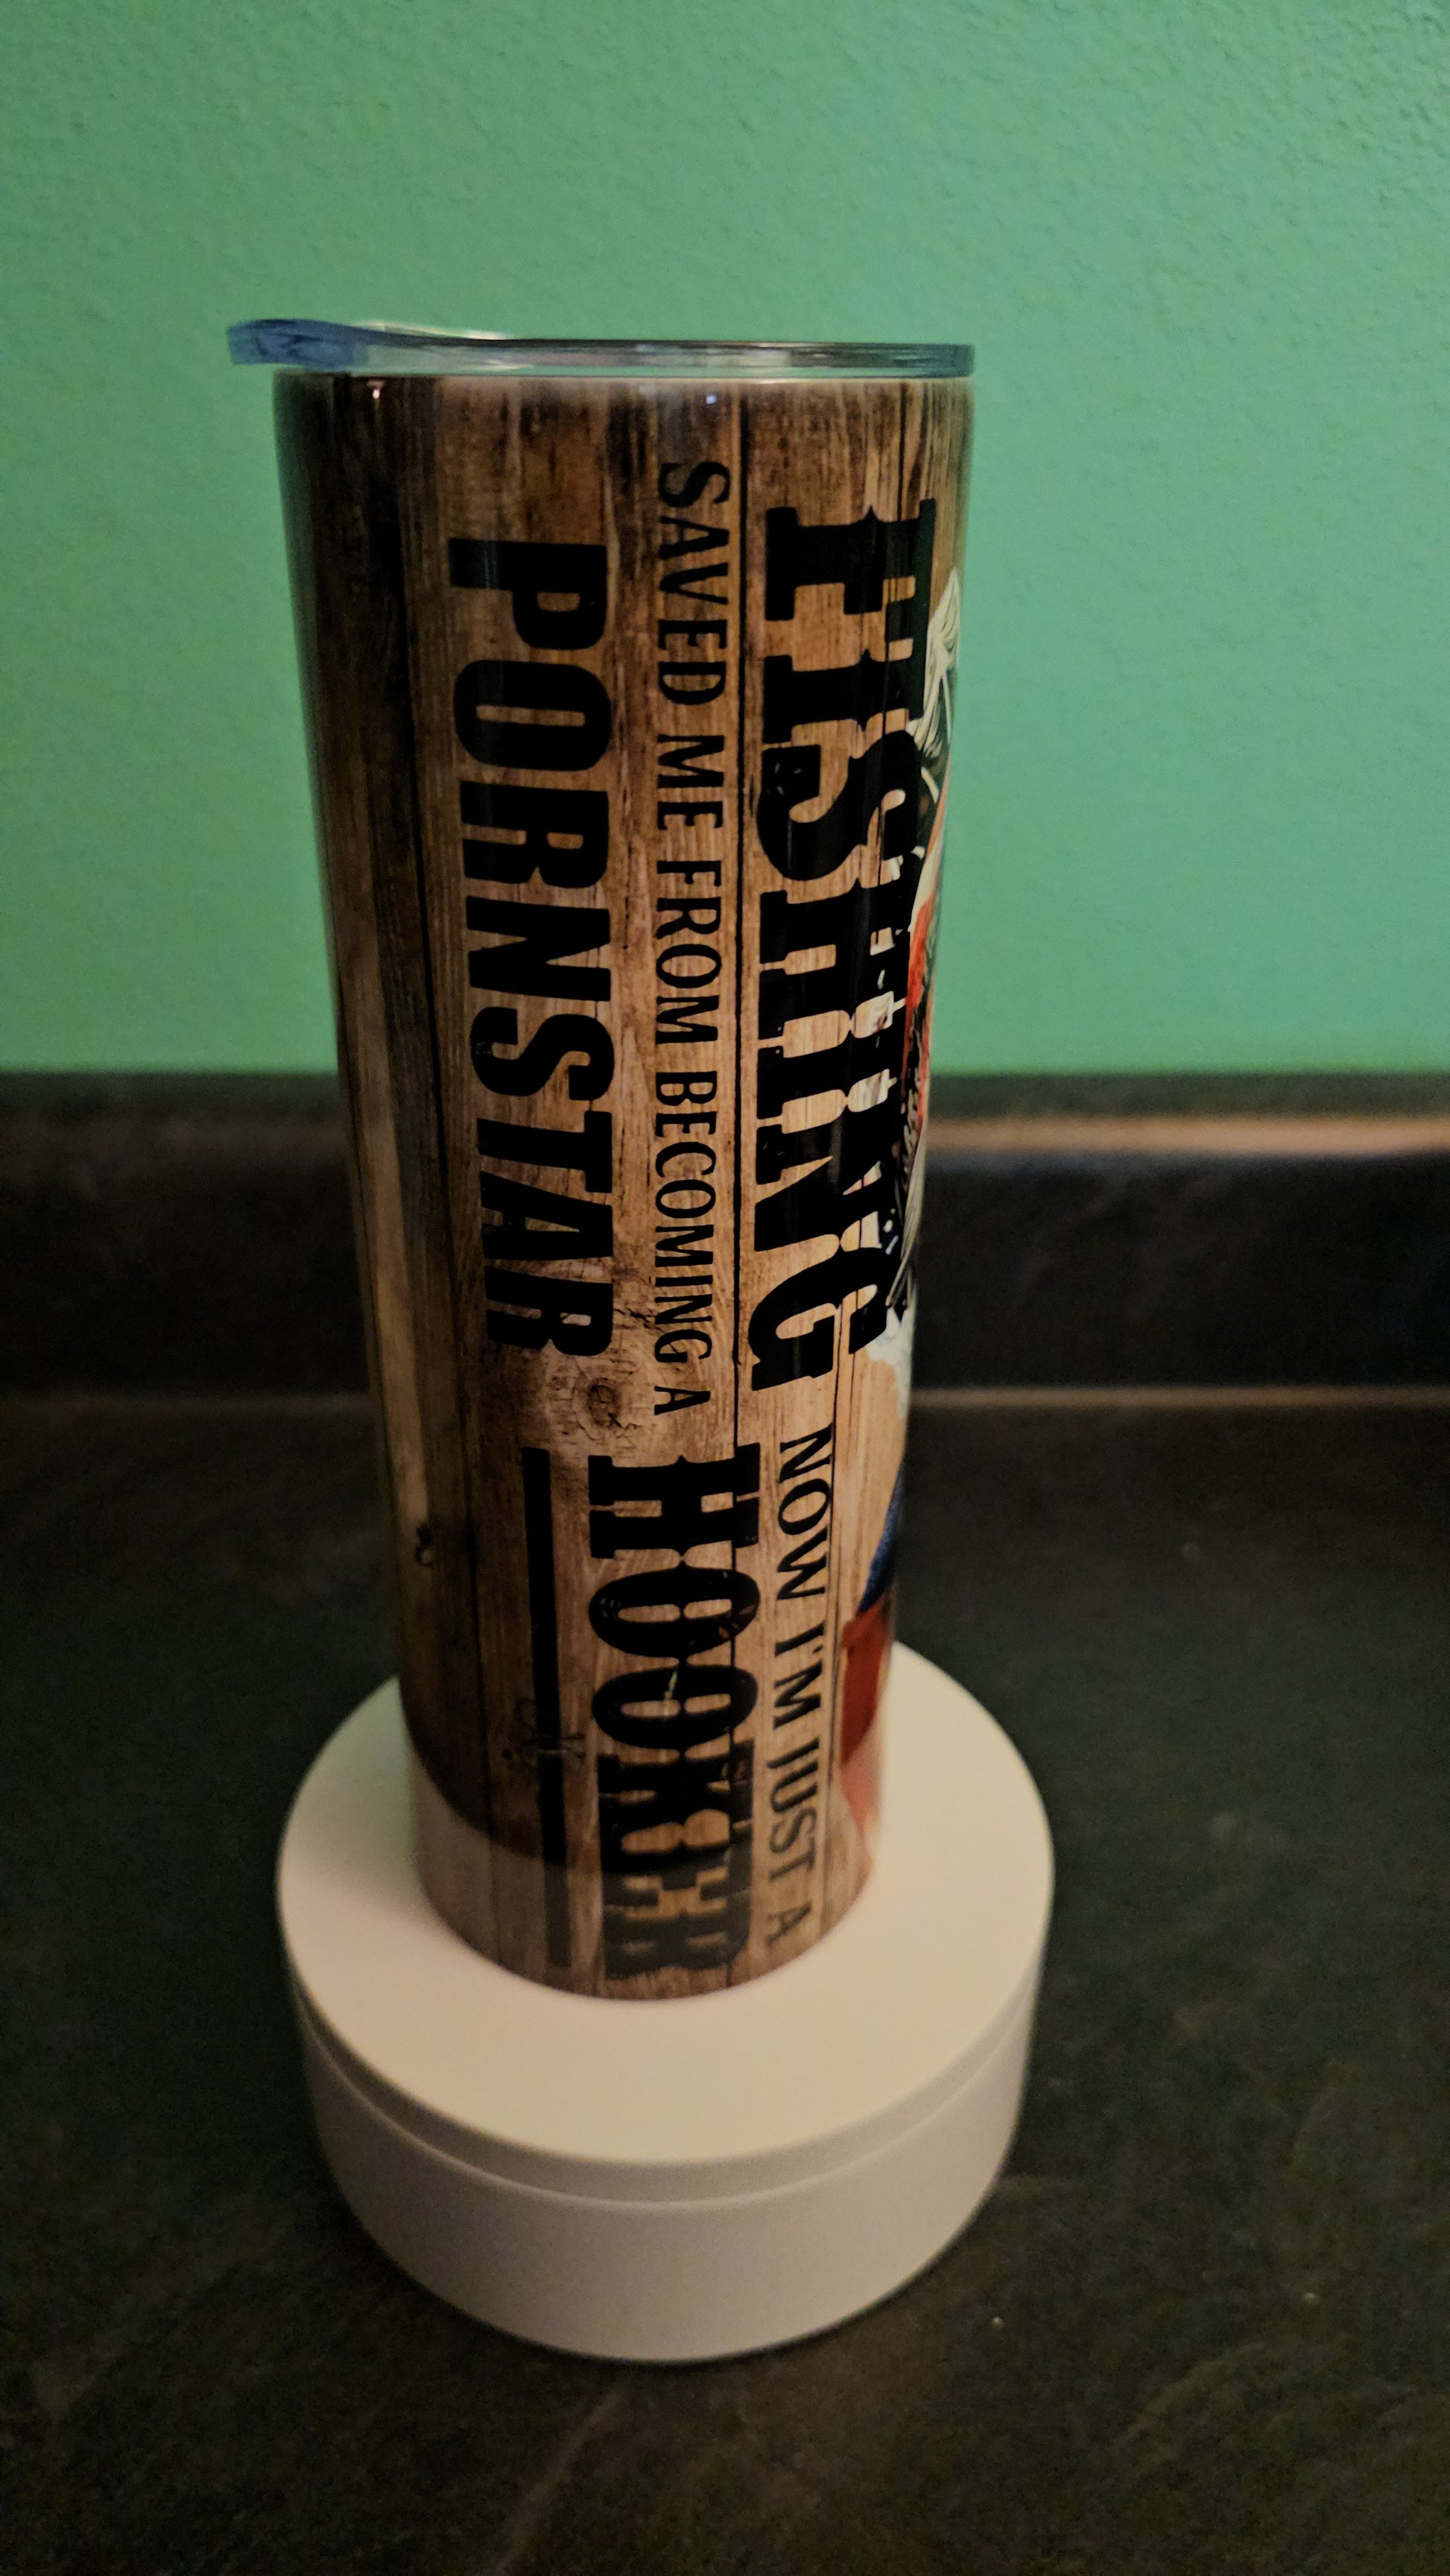 FISHING
SAVED ME FROM BECOMING A
PORNSTAR
NOW I'M JUST A
HOOKER